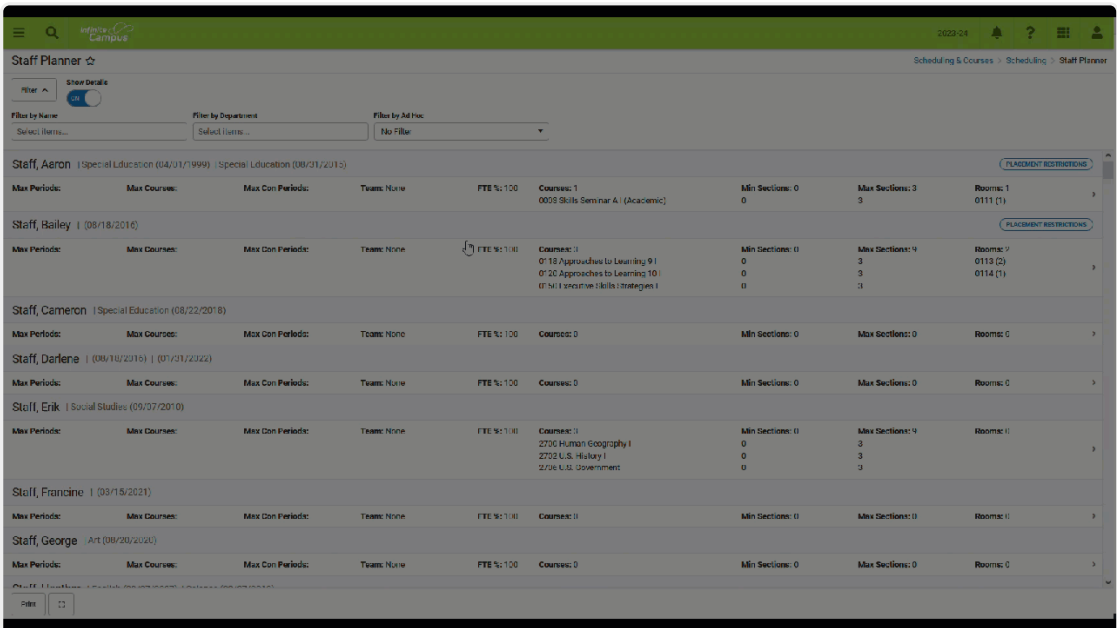 Infinite Campus 2023-24
Staff Planner Scheduling & Courses > Scheduling > Staff Planner
Filter Show Details
ON
Filter by Name Filter by Department Filter by Ad Hoc
Select items... Select items... No Filter
Staff, Aaron | Special Education (04/01/1999) | Special Education (08/31/2015) PLACEMENT RESTRICTIONS
Max Periods: Max Courses: Max Con Periods: Team: None FTE %: 100 Courses: 1 Min Sections: 0 Max Sections: 3 Rooms: 1
0003 Skills Seminar A I (Academic) 0 3 0111 (1)
Staff, Bailey | (08/18/2016) PLACEMENT RESTRICTIONS
Max Periods: Max Courses: Max Con Periods: Team: None FTE %: 100 Courses: 3 Min Sections: 0 Max Sections: 9 Rooms: 2
0118 Approaches to Learning 9 I 0 3 0113 (2)
0120 Approaches to Learning 10 I 0 3 0114 (1)
0150 Executive Skills Strategies I 0 3
Staff, Cameron | Special Education (08/22/2018)
Max Periods: Max Courses: Max Con Periods: Team: None FTE %: 100 Courses: 0 Min Sections: 0 Max Sections: 0 Rooms: 0
Staff, Darlene | (08/18/2016) | (01/31/2022)
Max Periods: Max Courses: Max Con Periods: Team: None FTE %: 100 Courses: 0 Min Sections: 0 Max Sections: 0 Rooms: 0
Staff, Erik | Social Studies (09/07/2010)
Max Periods: Max Courses: Max Con Periods: Team: None FTE %: 100 Courses: 3 Min Sections: 0 Max Sections: 9 Rooms: 0
2700 Human Geography I 0 3
2702 U.S. History I 0 3
2706 U.S. Government 0 3
Staff, Francine | (03/15/2021)
Max Periods: Max Courses: Max Con Periods: Team: None FTE %: 100 Courses: 0 Min Sections: 0 Max Sections: 0 Rooms: 0
Staff, George | Art (08/20/2020)
Max Periods: Max Courses: Max Con Periods: Team: None FTE %: 100 Courses: 0 Min Sections: 0 Max Sections: 0 Rooms: 0
Print